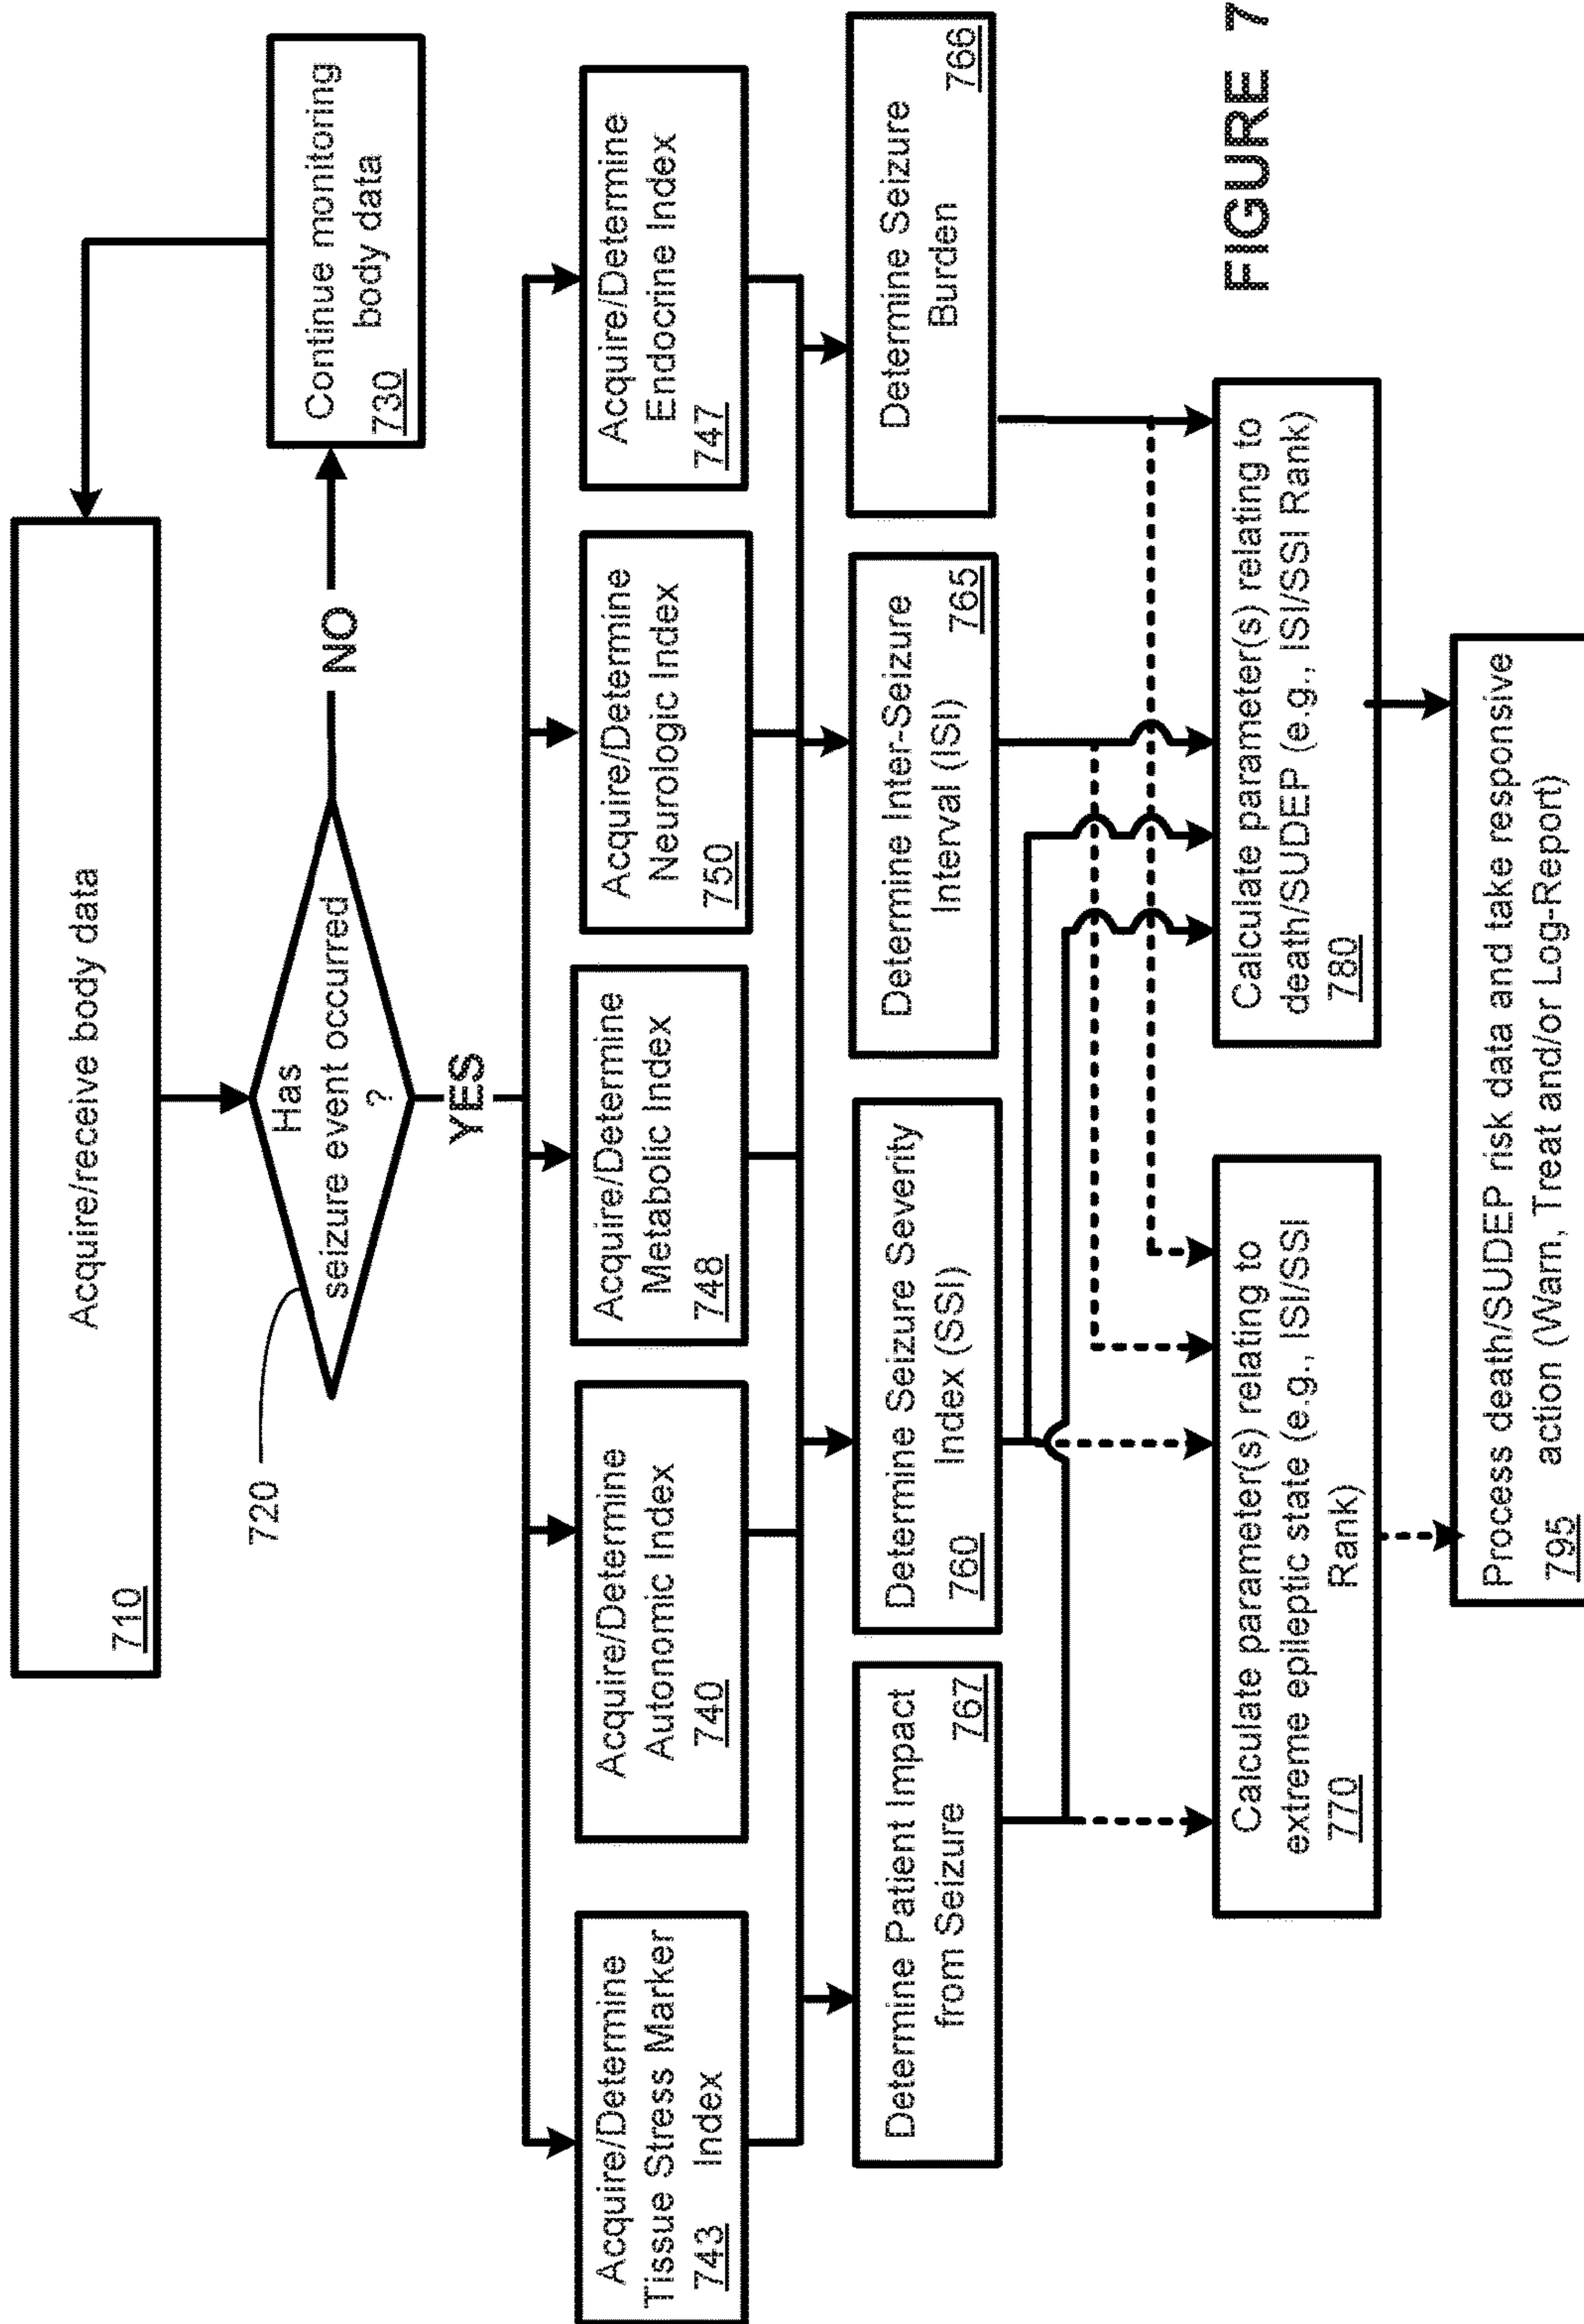 Acquire/receive body data
710
Has
seizure event occurred
?
720
NO
Continue monitoring
body data
730
YES
Acquire/Determine
Tissue Stress Marker
743 Index
Acquire/Determine
Autonomic Index
740
Acquire/Determine
Metabolic Index
748
Acquire/Determine
Neurologic Index
750
Acquire/Determine
Endocrine Index
747
Determine Patient Impact
from Seizure 767
Determine Seizure Severity
Index (SSI)
760
Determine Inter-Seizure
Interval (ISI) 765
Determine Seizure
Burden 766
Calculate parameter(s) relating to
extreme epileptic state (e.g., ISI/SSI
770 Rank)
Calculate parameter(s) relating to
death/SUDEP (e.g., ISI/SSI Rank)
780
Process death/SUDEP risk data and take responsive
action (Warn, Treat and/or Log-Report)
795
FIGURE 7